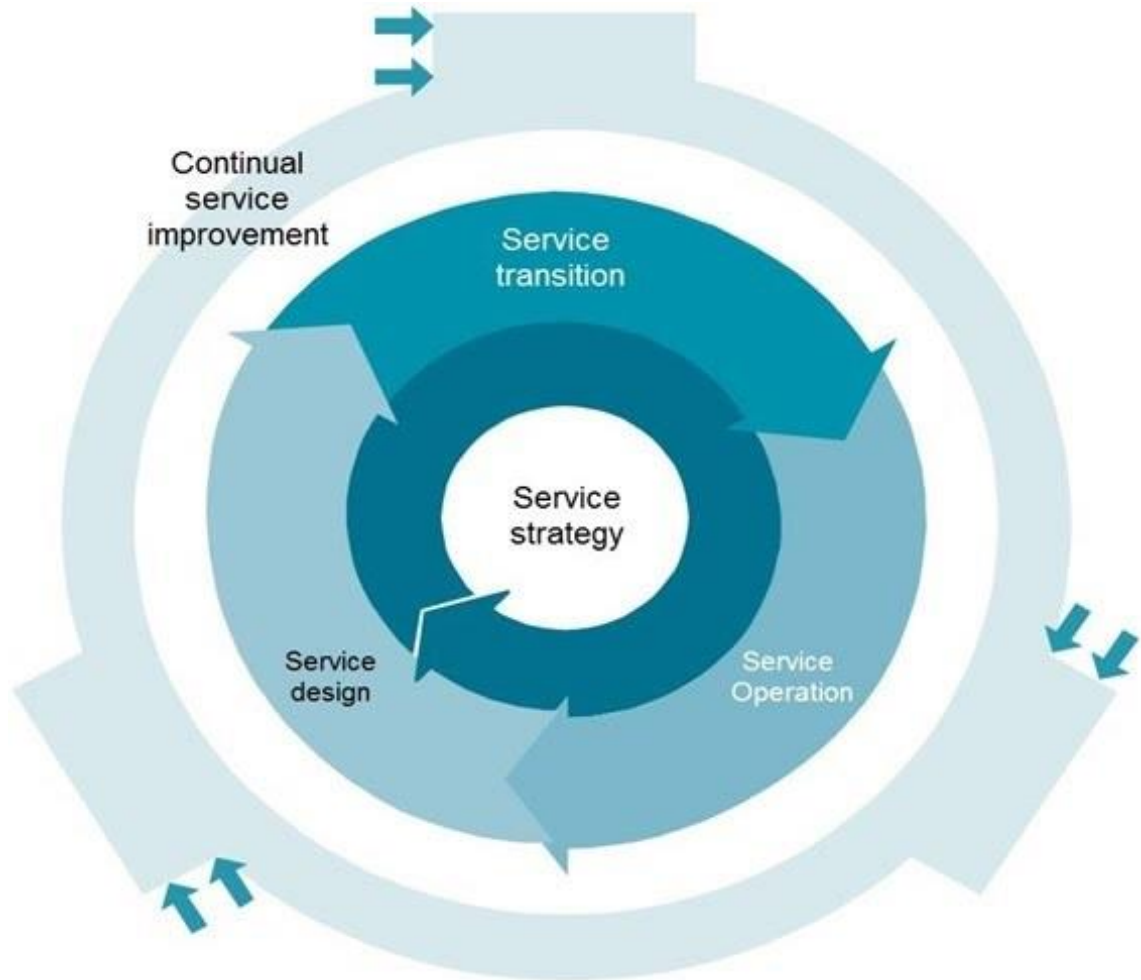 Continual
service
improvement
Service
transition
Service
strategy
Service
design
Service
Operation